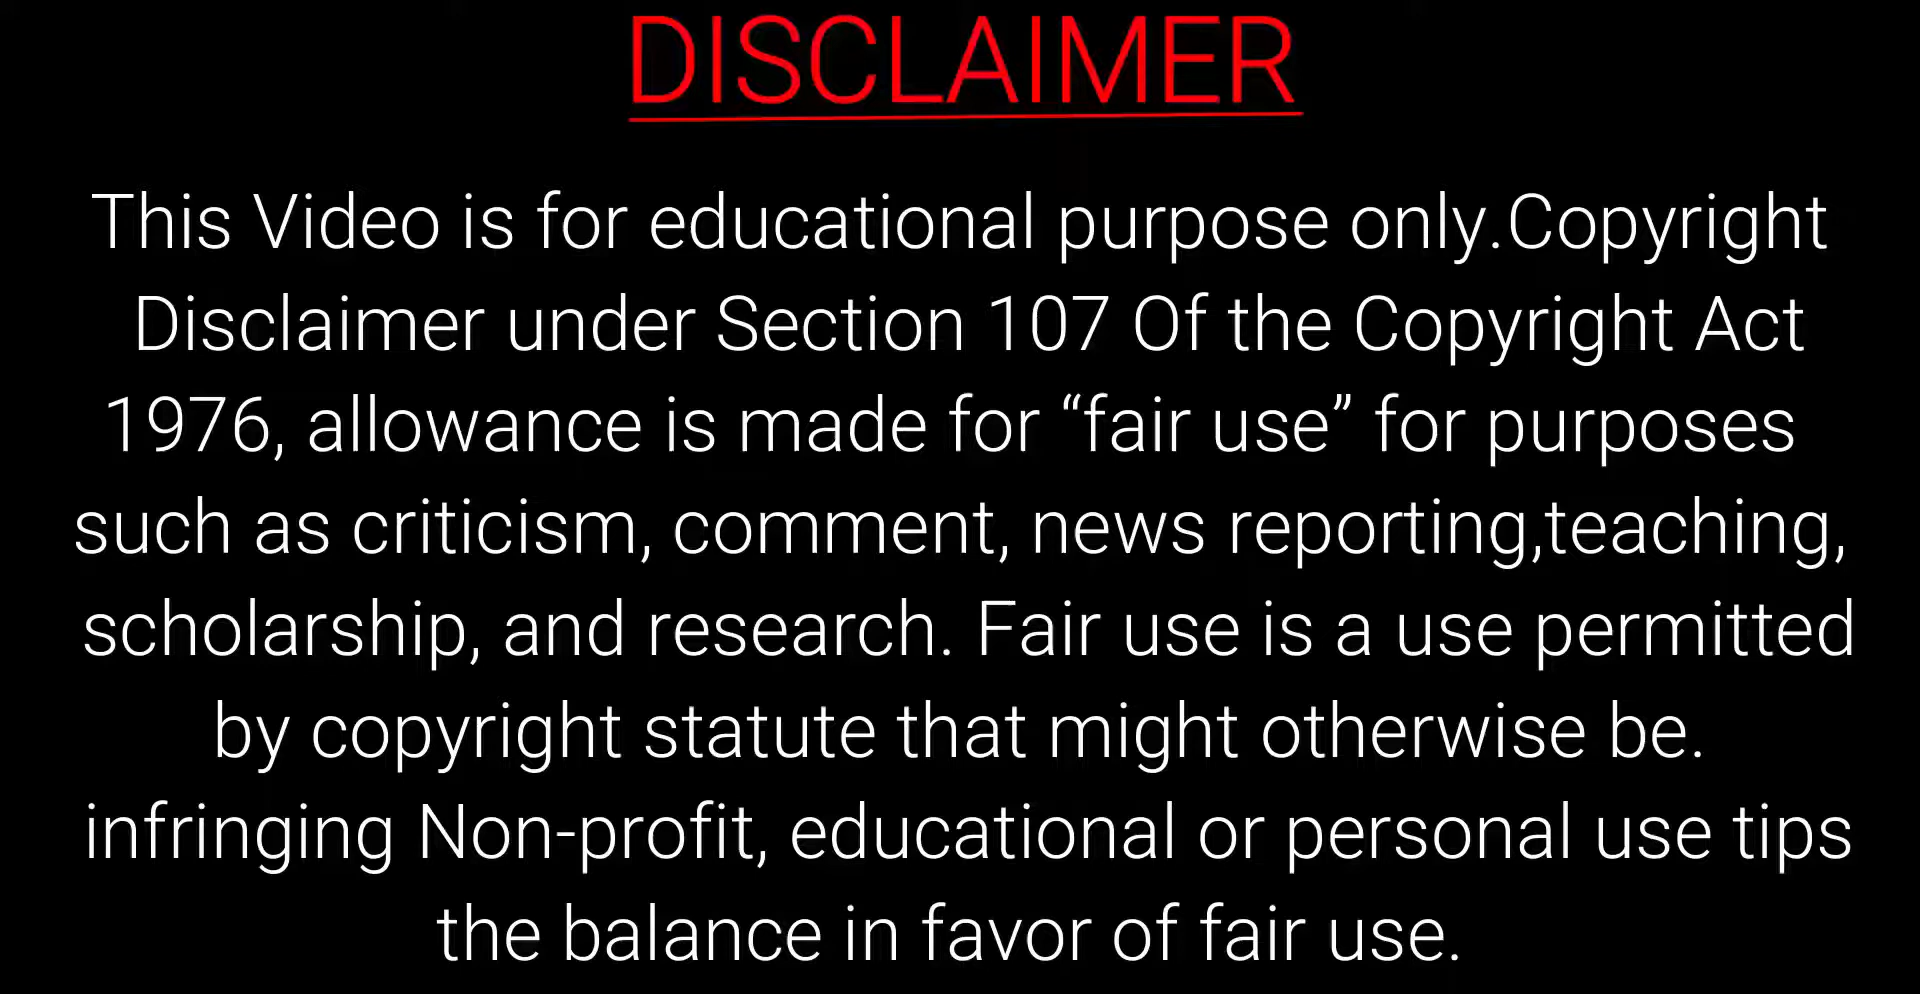 DISCLAIMER
This Video is for educational purpose only.Copyright
Disclaimer under Section 107 Of the Copyright Act
1976, allowance is made for “fair use” for purposes
such as criticism, comment, news reporting,teaching,
scholarship, and research. Fair use is a use permitted
by copyright statute that might otherwise be.
infringing Non-profit, educational or personal use tips
the balance in favor of fair use.